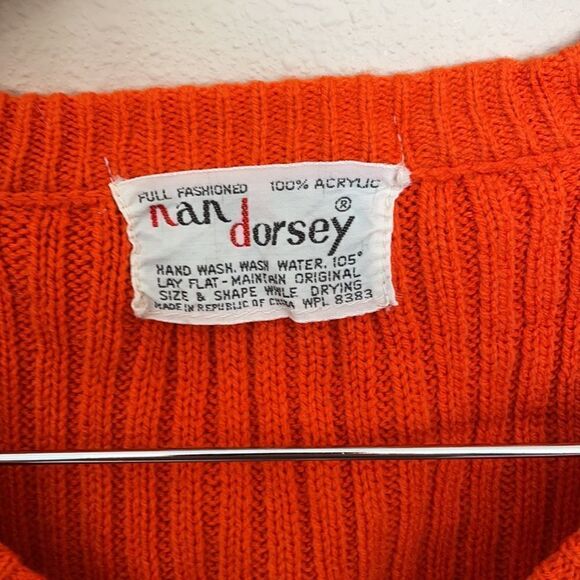 FULL FASHIONED 100% ACRYLIC
nan
dorsey®
HAND WASH. WASH WATER. 105°
LAY FLAT-MAINTAIN ORIGINAL
SIZE & SHAPE WHILE DRYING
MADE IN REPUBLIC OF WPL 8383